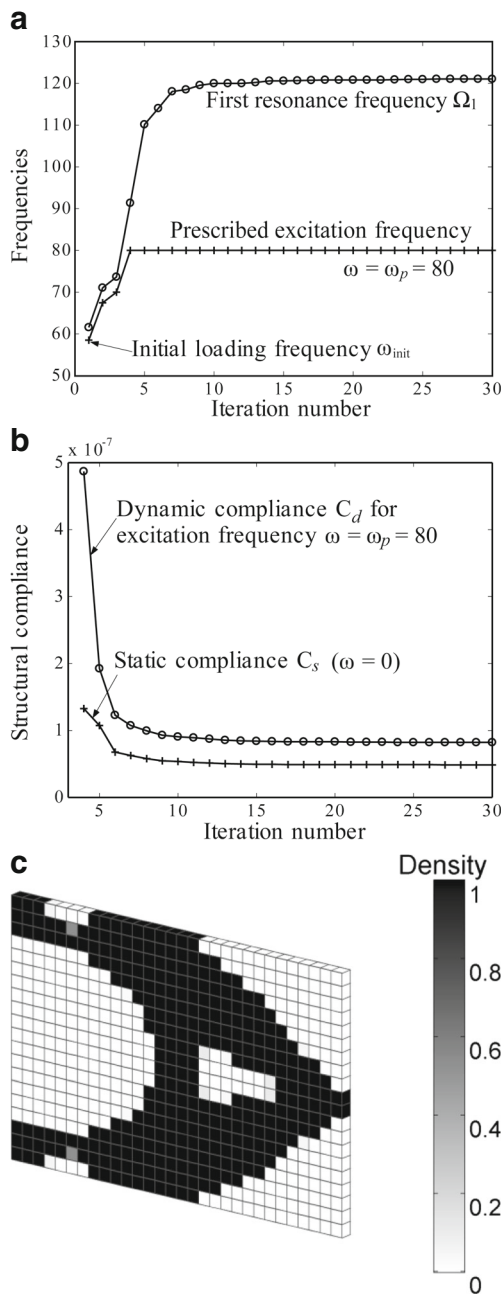 a
130
120
110
100
90
80
70
60
50
Frequencies
First resonance frequency Ω₁
Prescribed excitation frequency
ω = ωₚ = 80
Initial loading frequency ω_init
0
5
10
15
20
25
30
Iteration number
b
x 10⁻⁷
5
4
3
2
1
0
Structural compliance
Dynamic compliance C_d for
excitation frequency ω = ωₚ = 80
Static compliance Cₛ (ω = 0)
5
10
15
20
25
30
Iteration number
c
Density
1
0.8
0.6
0.4
0.2
0